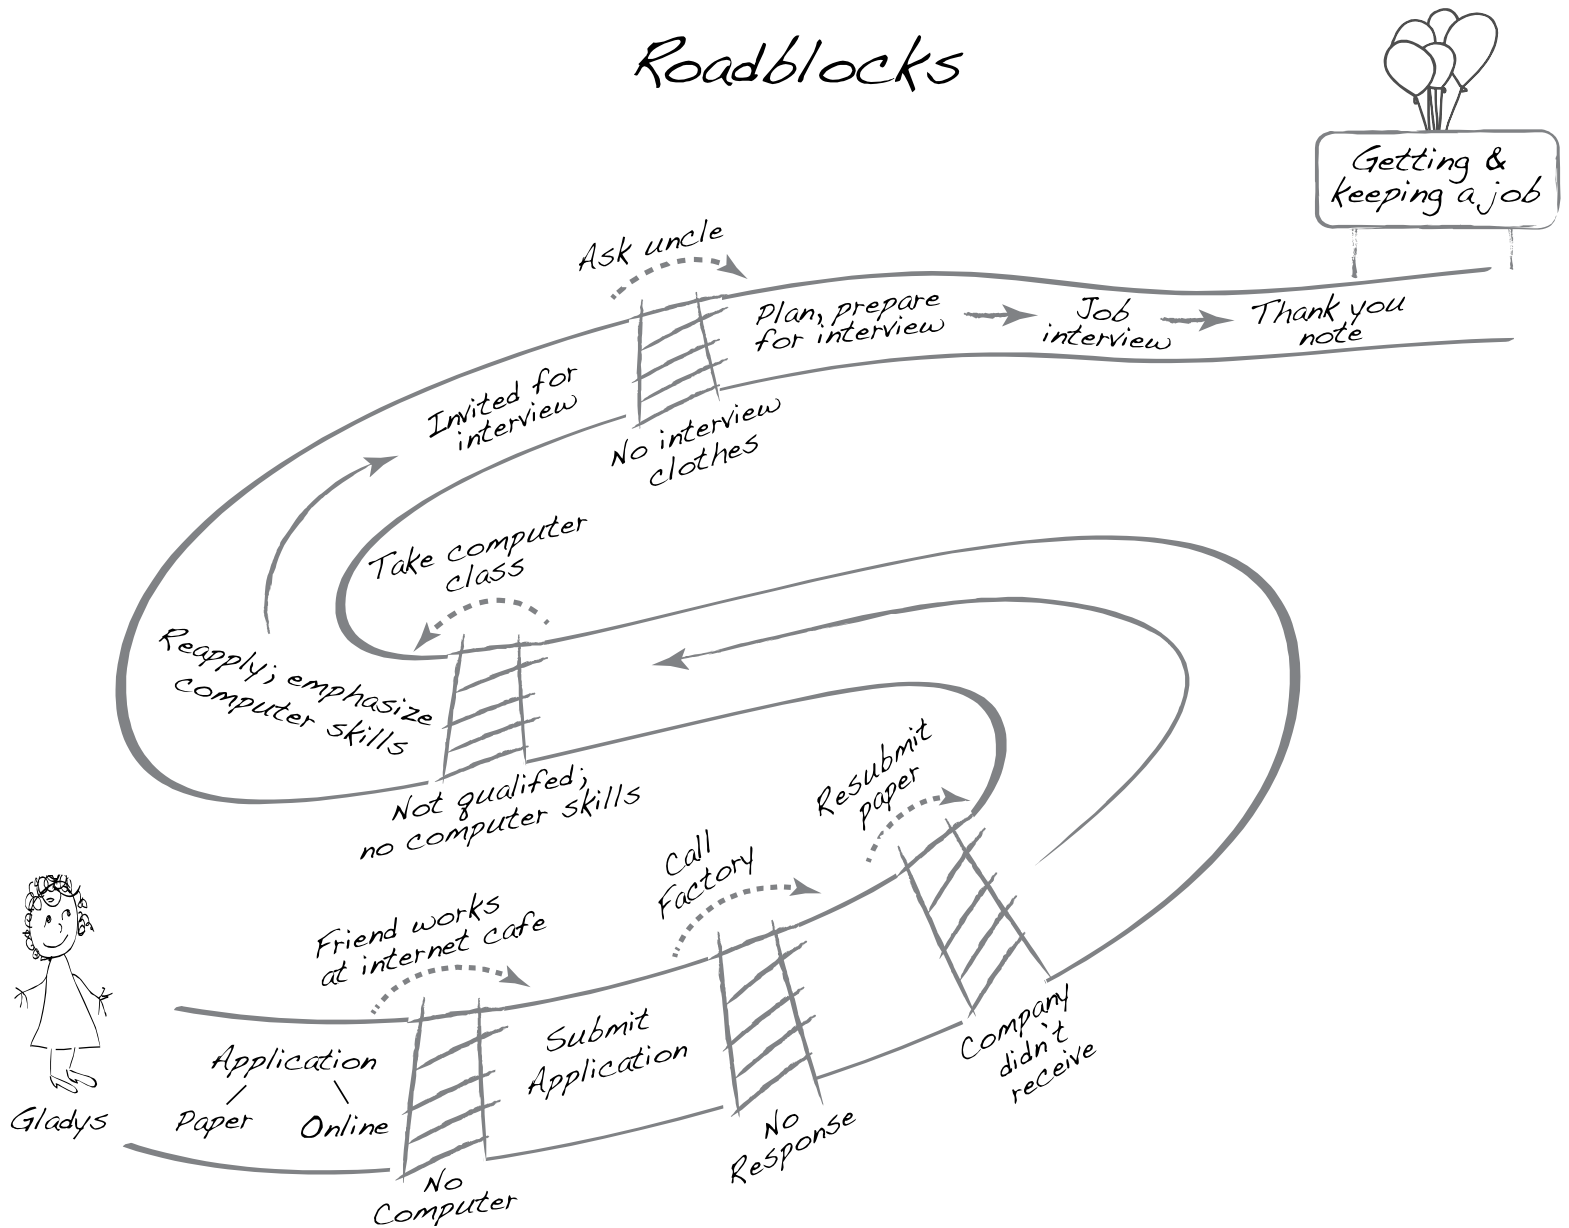 Roadblocks
Getting &
keeping a job
Ask uncle
Plan, prepare
for interview
Job
interview
Thank you
note
Invited for
interview
No interview
clothes
Take computer
class
Reapply; emphasize
computer skills
Not qualifed;
no computer skills
Resubmit
paper
Call
Factory
Friend works
at internet cafe
Submit
Application
Company
didn't
receive
Application
Paper
Online
Gladys
No
Response
No
Computer